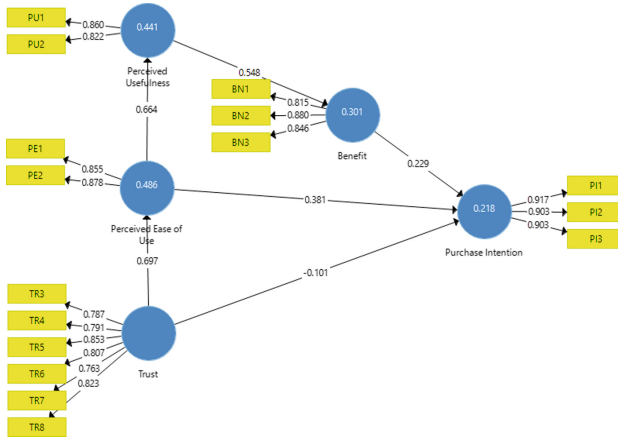 PU1
0.860
0.441
PU2
0.822
Perceived
Usefulness
0.548
BN1
0.815
0.664
BN2
0.880
0.301
BN3
0.846
Benefit
PE1
0.855
0.229
PE2
0.878
0.486
0.381
PI1
0.917
0.218
0.903
PI2
0.903
PI3
Perceived Ease of
Use
Purchase Intention
0.697
-0.101
TR3
0.787
TR4
0.791
TR5
0.853
0.807
TR6
0.763
TR7
0.823
TR8
Trust